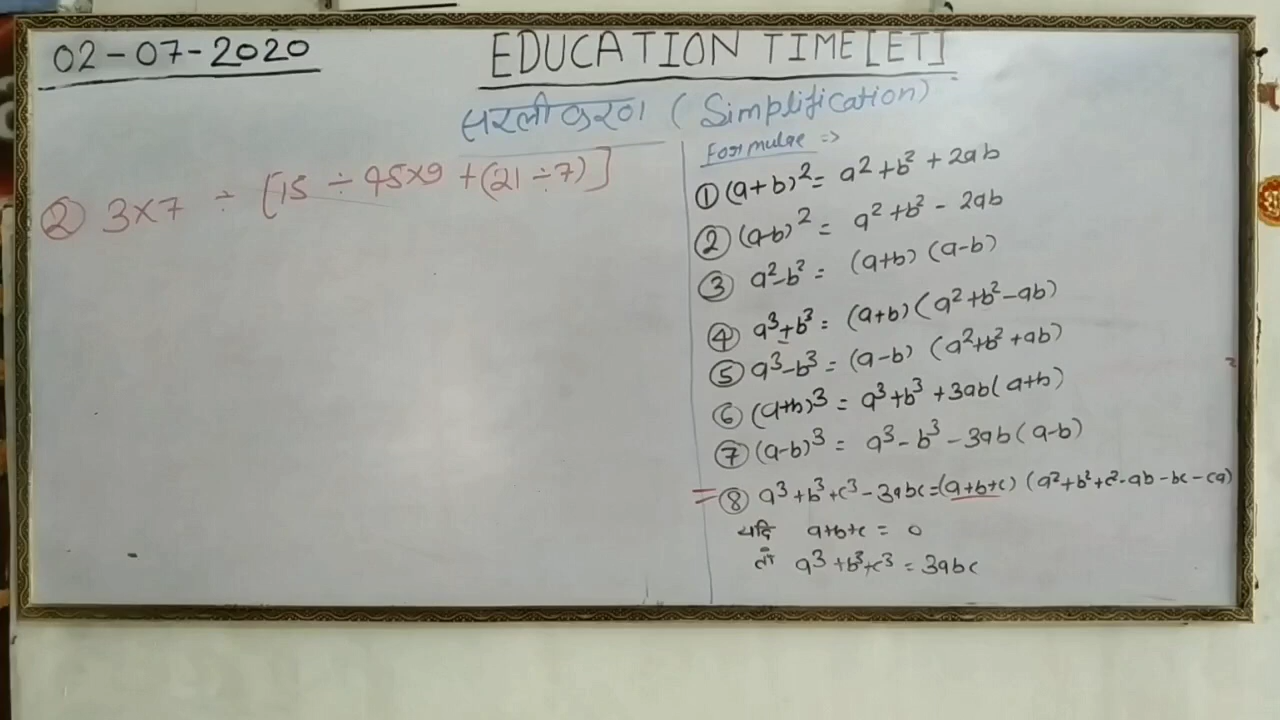 02-07-2020
EDUCATION TIME[ET]
सरलीकरण (Simplification)
② 3×7 ÷ [15 ÷ 45×9 +(21÷7)]
Formulae =>
① (a+b)² = a²+b²+2ab
② (a-b)² = a²+b²-2ab
③ a²-b² = (a+b) (a-b)
④ a³+b³ = (a+b) (a²+b²-ab)
⑤ a³-b³ = (a-b) (a²+b²+ab)
⑥ (a+b)³ = a³+b³+3ab(a+b)
⑦ (a-b)³ = a³-b³-3ab(a-b)
= ⑧ a³+b³+c³-3abc=(a+b+c) (a²+b²+c²-ab-bc-ca)
यदि a+b+c = 0
तो a³+b³+c³ = 3abc